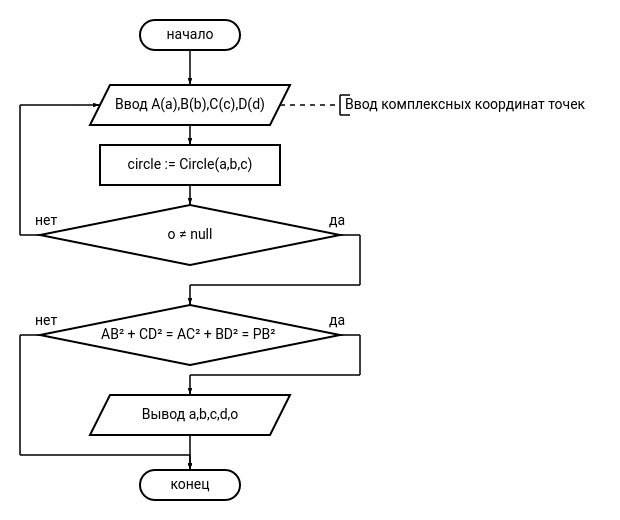 начало
Ввод A(a),B(b),C(c),D(d)
Ввод комплексных координат точек
circle := Circle(a,b,c)
нет
да
o ≠ null
нет
да
AB² + CD² = AC² + BD² = PB²
Вывод a,b,c,d,o
конец